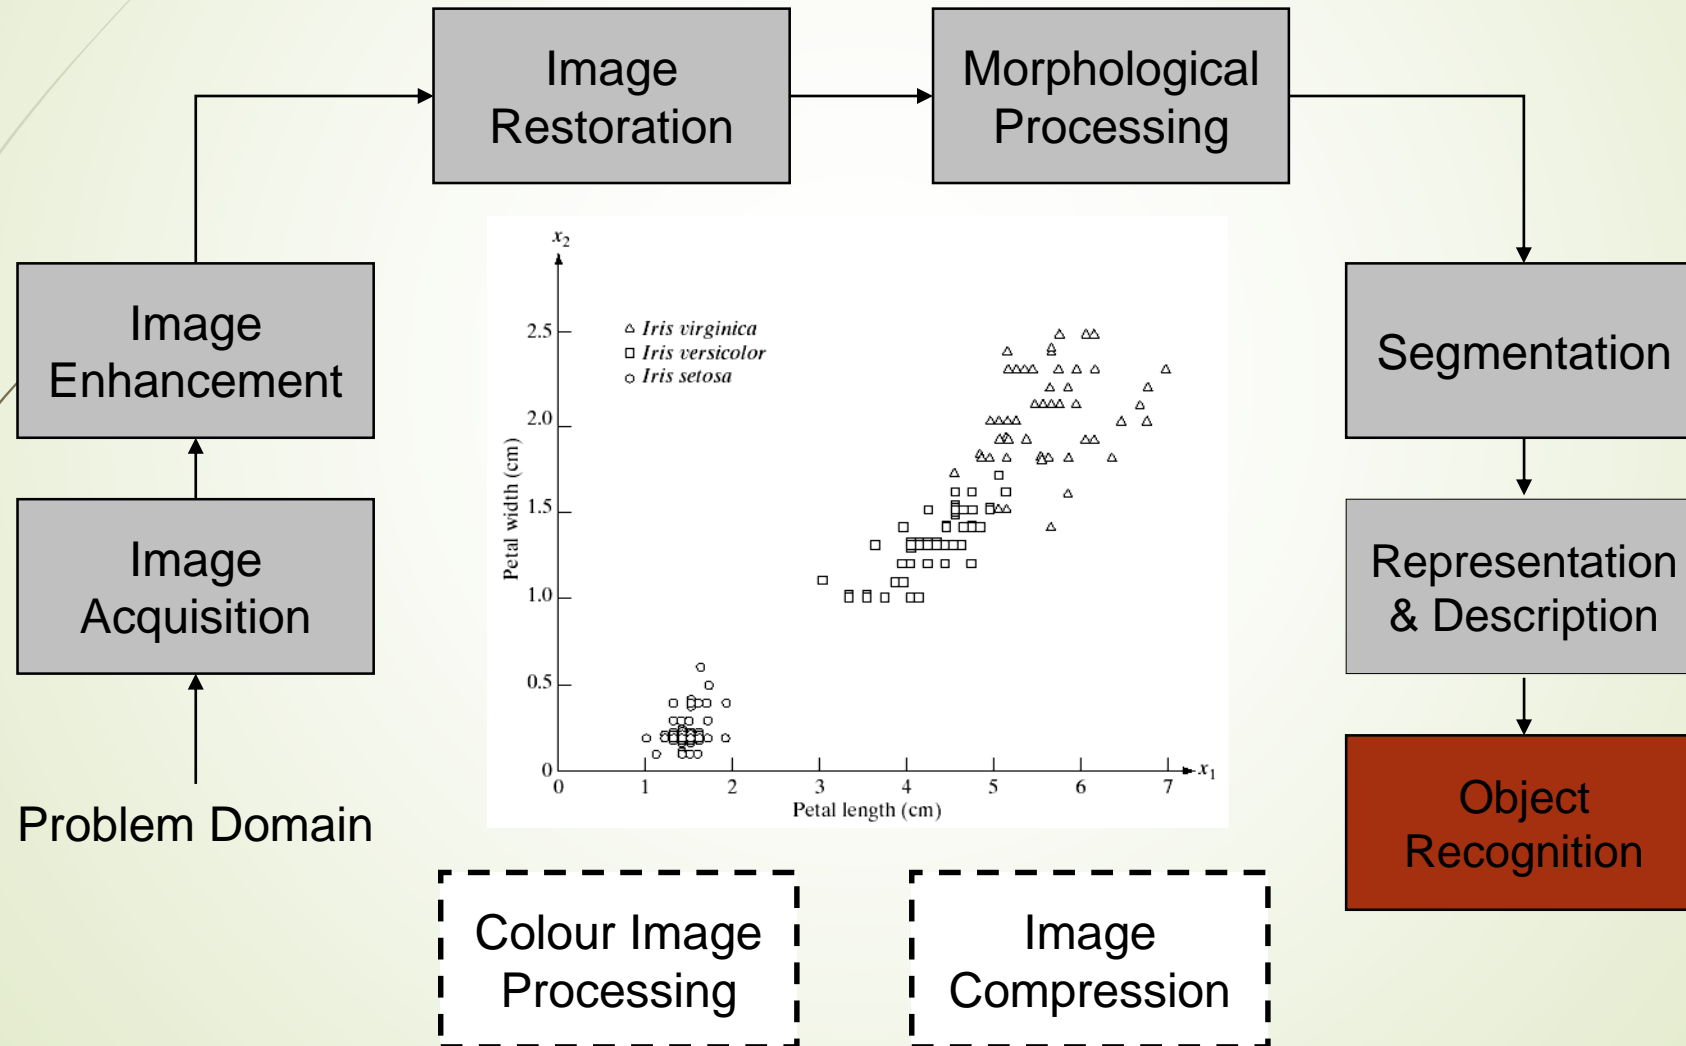 Image
Restoration
Morphological
Processing
Image
Enhancement
Segmentation
Image
Acquisition
Representation
& Description
Problem Domain
Object
Recognition
x2
2.5
2.0
1.5
1.0
0.5
0
Petal width (cm)
Iris virginica
Iris versicolor
Iris setosa
0 1 2 3 4 5 6 7
x1
Petal length (cm)
Colour Image
Processing
Image
Compression